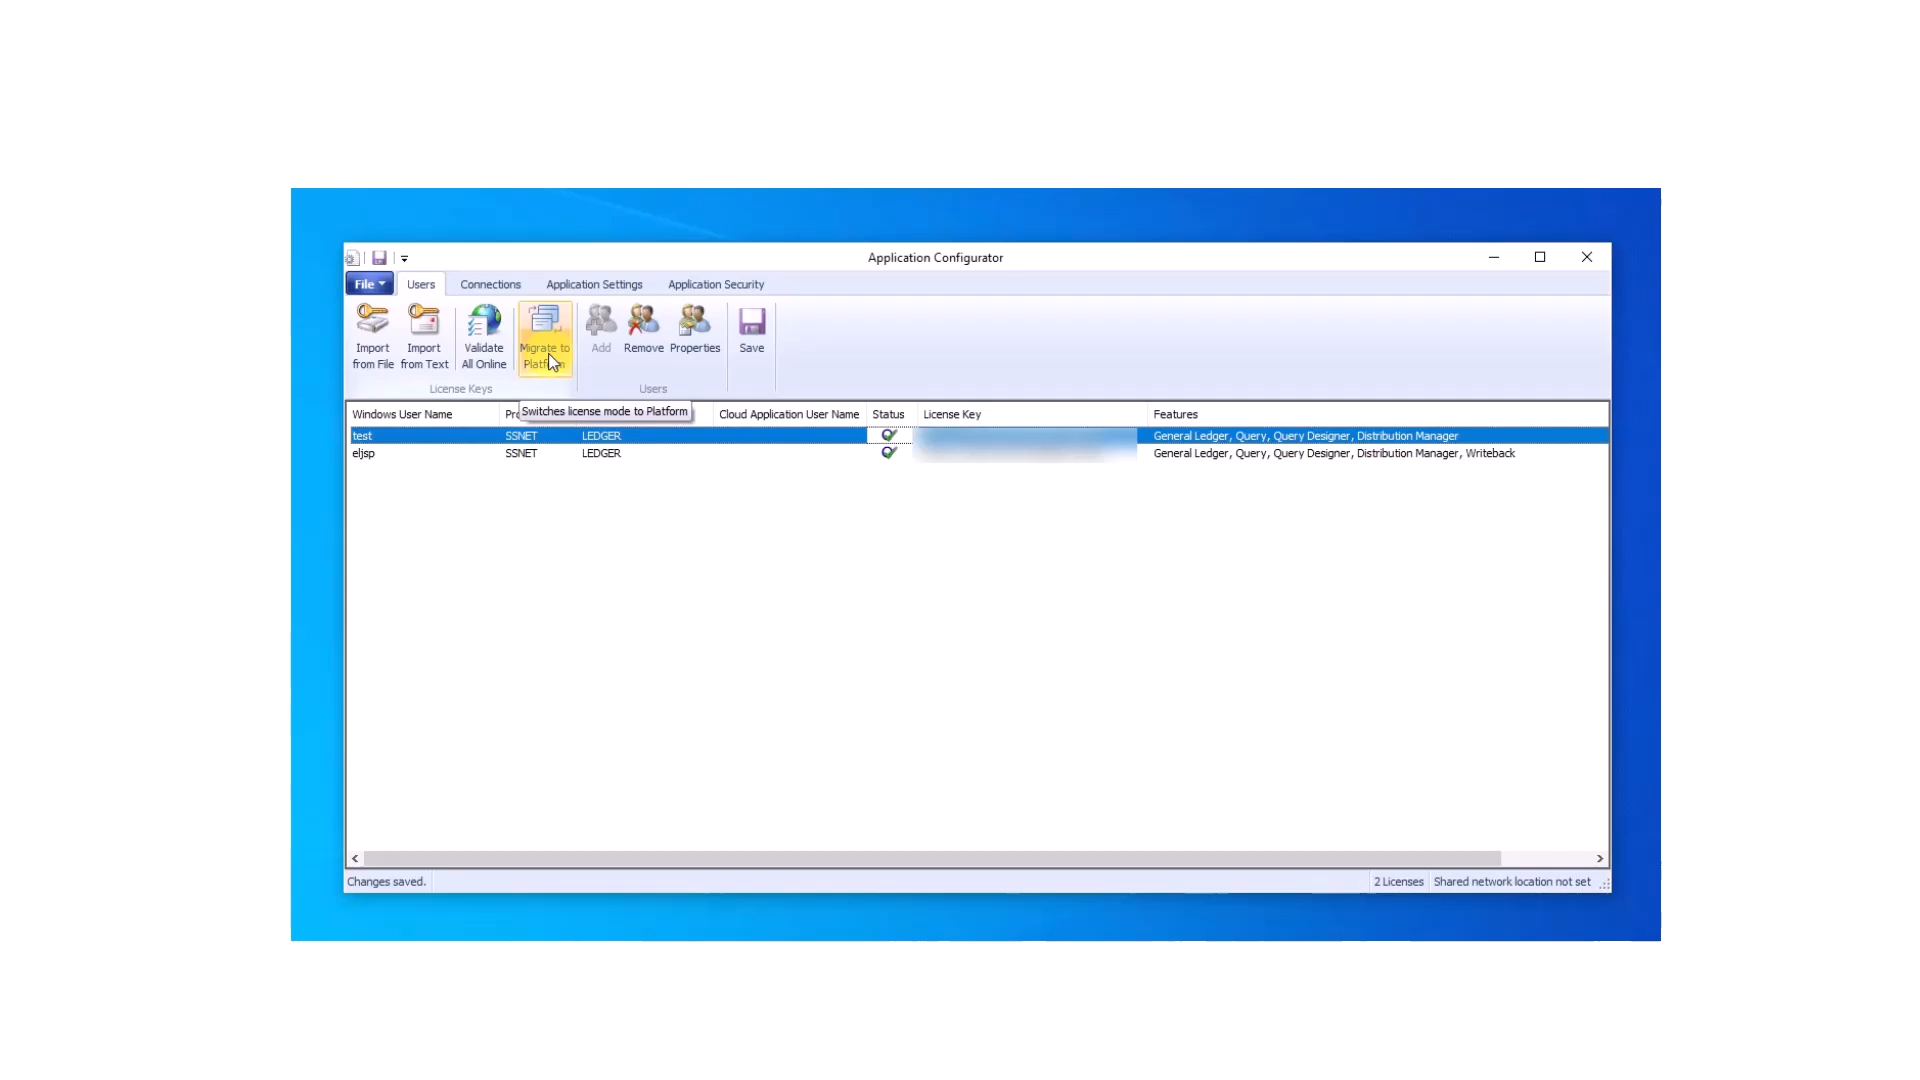 Application Configurator
File Users Connections Application Settings Application Security
Import from File
Import from Text
Validate All Online
Migrate to Platform
Add
Remove
Properties
Save
License Keys
Users
Switches license mode to Platform
Windows User Name Cloud Application User Name Status License Key Features
test SSNET LEDGER General Ledger, Query, Query Designer, Distribution Manager
eljsp SSNET LEDGER General Ledger, Query, Query Designer, Distribution Manager, Writeback
Changes saved. 2 Licenses Shared network location not set